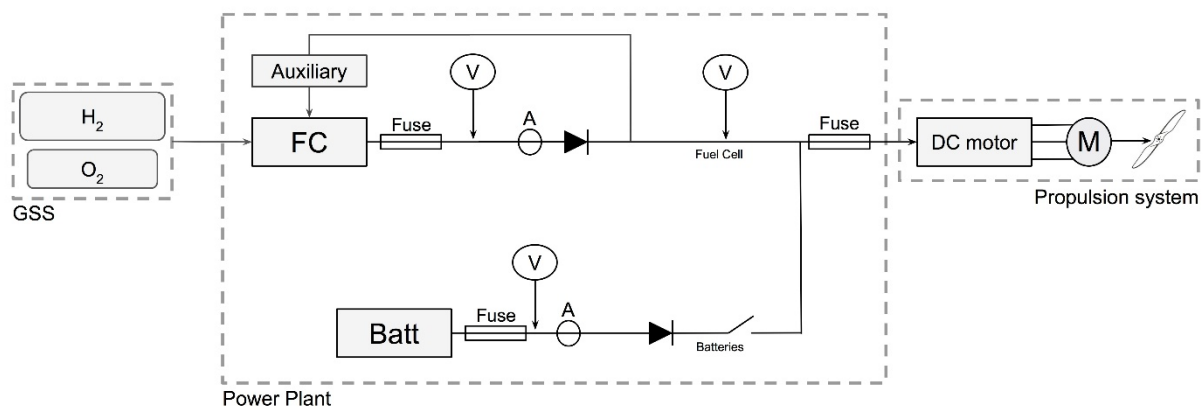 Auxiliary
V
V
H2
Fuse
A
Fuse
FC
DC motor
M
Fuel Cell
O2
GSS
Propulsion system
V
Fuse
A
Batt
Batteries
Power Plant